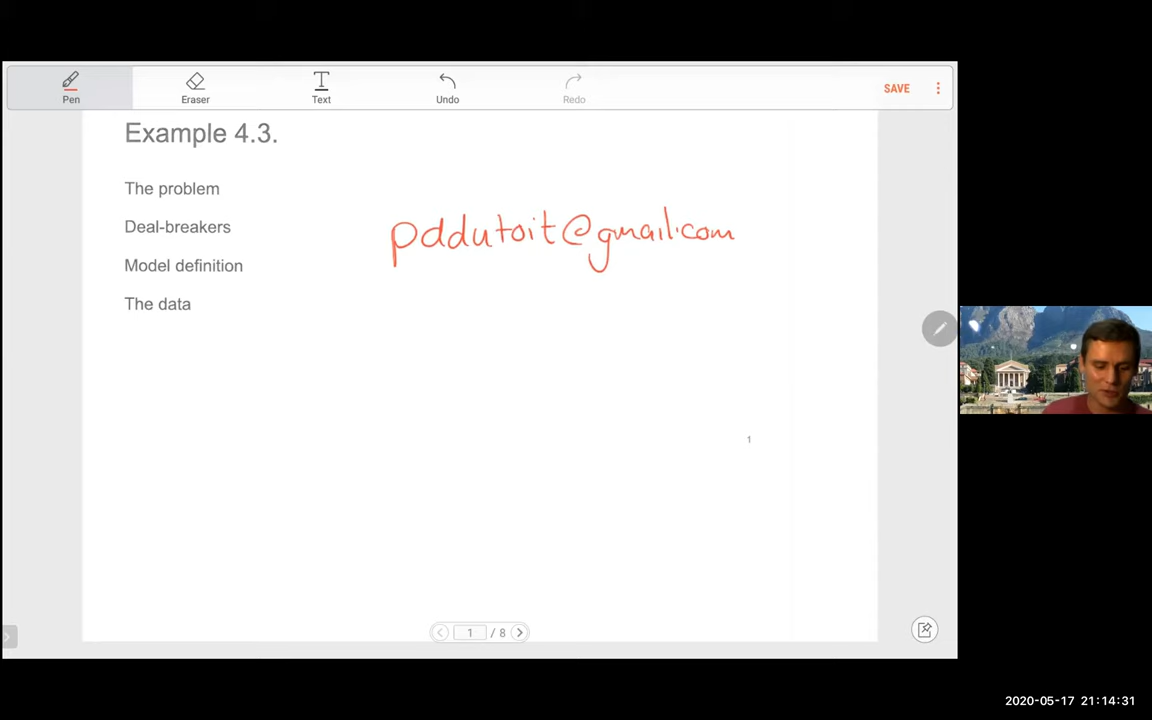 Pen
Eraser
Text
Undo
Redo
SAVE
Example 4.3.
The problem
Deal-breakers
Model definition
The data
pddutoit@gmail.com
1
1 / 8
2020-05-17 21:14:31